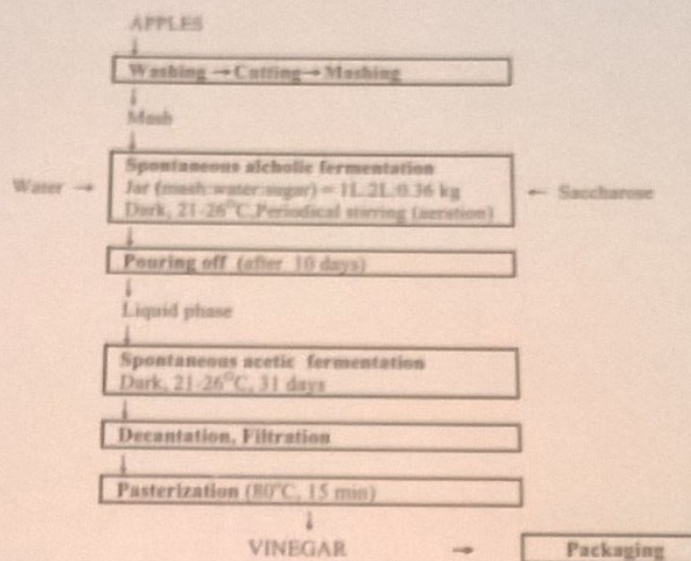 APPLES
Washing → Cutting → Mashing
Mash
Spontaneous alcholic fermentation
Water → Jar (mash:water:sugar) = 1L:2L:0.36 kg ← Saccharose
Dark, 21-26°C, Periodical stirring (aeration)
Pouring off (after 10 days)
Liquid phase
Spontaneous acetic fermentation
Dark, 21-26°C, 31 days
Decantation, Filtration
Pasterization (80°C, 15 min)
VINEGAR → Packaging